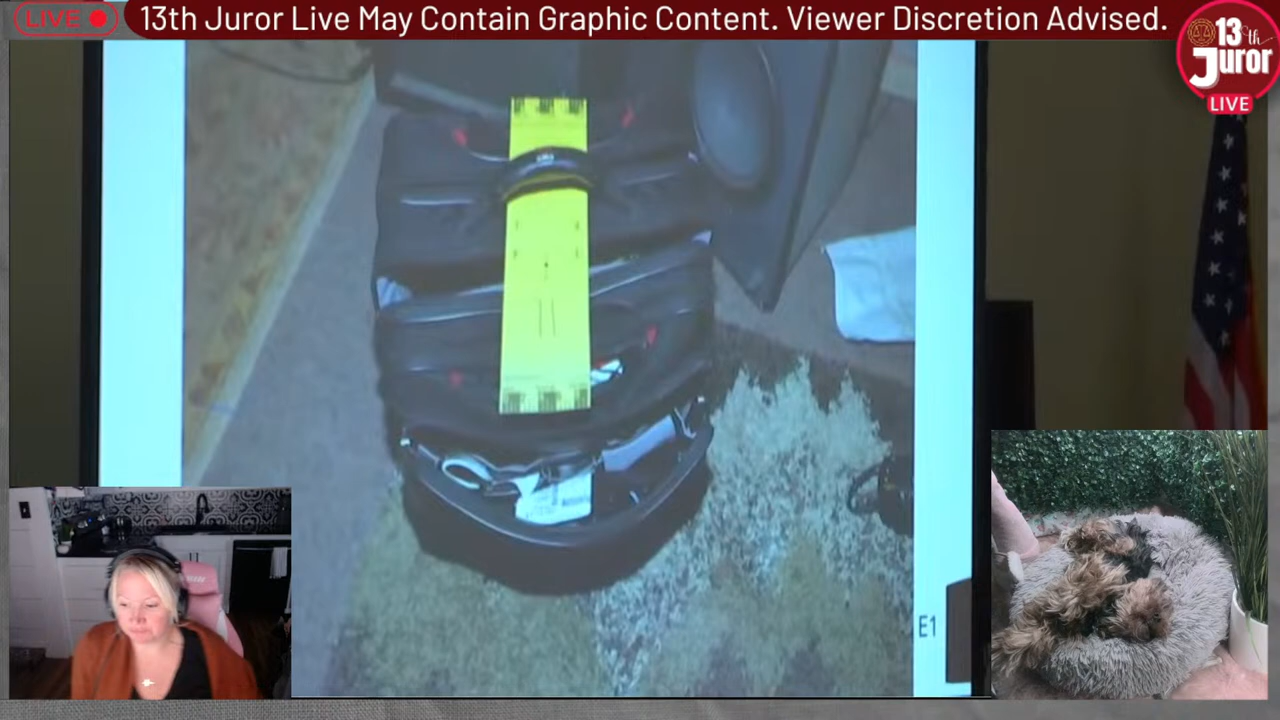 LIVE
13th Juror Live May Contain Graphic Content. Viewer Discretion Advised.
13th
Juror
LIVE
E1